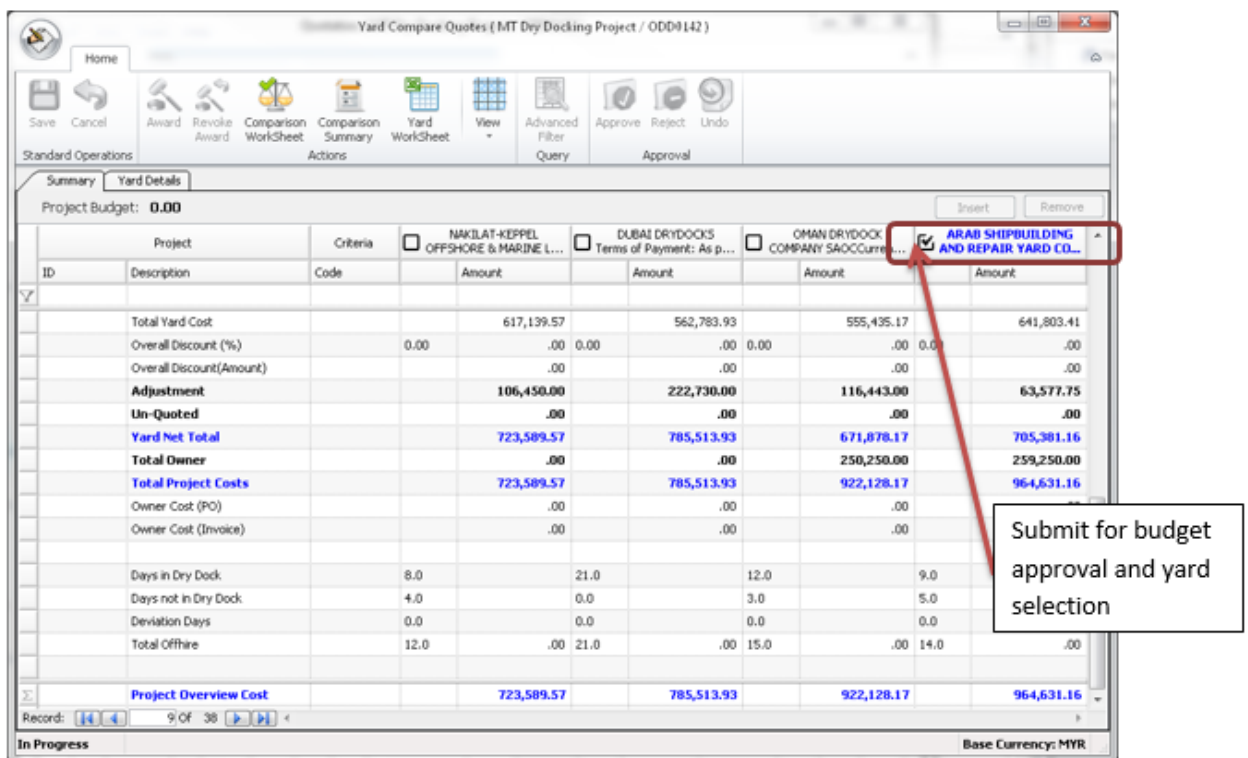 Yard Compare Quotes ( MT Dry Docking Project / ODD0142 )
Home
Save Cancel Award Revoke Award Comparison WorkSheet Comparison Summary Yard WorkSheet View Advanced Filter Approve Reject Undo
Standard Operations Actions Query Approval
Summary Yard Details
Project Budget: 0.00 Insert Remove
Project Criteria NAKILAT-KEPPEL OFFSHORE & MARINE L... DUBAI DRYDOCKS Terms of Payment: As p... OMAN DRYDOCK COMPANY SAOCCurren... ARAB SHIPBUILDING AND REPAIR YARD CO...
ID Description Code Amount Amount Amount Amount
Total Yard Cost 617,139.57 562,783.93 555,435.17 641,803.41
Overall Discount (%) 0.00 .00 0.00 .00 0.00 .00 0.00 .00
Overall Discount(Amount) .00 .00 .00 .00
Adjustment 106,450.00 222,730.00 116,443.00 63,577.75
Un-Quoted .00 .00 .00 .00
Yard Net Total 723,589.57 785,513.93 671,878.17 705,381.16
Total Owner .00 .00 250,250.00 259,250.00
Total Project Costs 723,589.57 785,513.93 922,128.17 964,631.16
Owner Cost (PO) .00 .00 .00
Owner Cost (Invoice) .00 .00 .00
Days in Dry Dock 8.0 21.0 12.0 9.0
Days not in Dry Dock 4.0 0.0 3.0 5.0
Deviation Days 0.0 0.0 0.0 0.0
Total Offhire 12.0 .00 21.0 .00 15.0 .00 14.0 .00
Project Overview Cost 723,589.57 785,513.93 922,128.17 964,631.16
Record: 9 OF 38
In Progress Base Currency: MYR
Submit for budget
approval and yard
selection